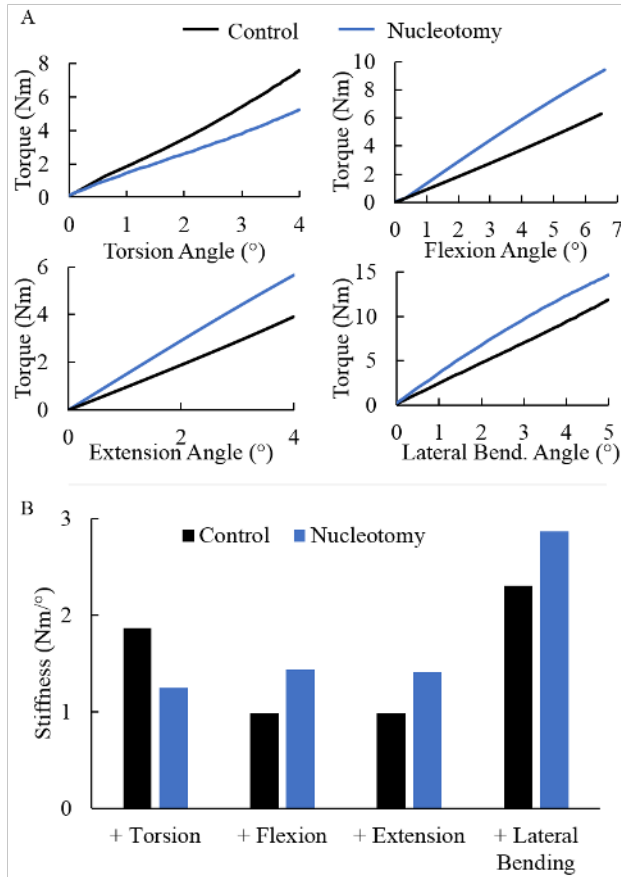 A
Control Nucleotomy
Torque (Nm)
8
6
4
2
0
0 1 2 3 4
Torsion Angle (°)
Torque (Nm)
10
8
6
4
2
0
0 1 2 3 4 5 6 7
Flexion Angle (°)
Torque (Nm)
6
4
2
0
0 2 4
Extension Angle (°)
Torque (Nm)
15
10
5
0
0 1 2 3 4 5
Lateral Bend. Angle (°)
B
Control Nucleotomy
Stiffness (Nm/°)
3
2
1
0
+ Torsion + Flexion + Extension + Lateral
Bending